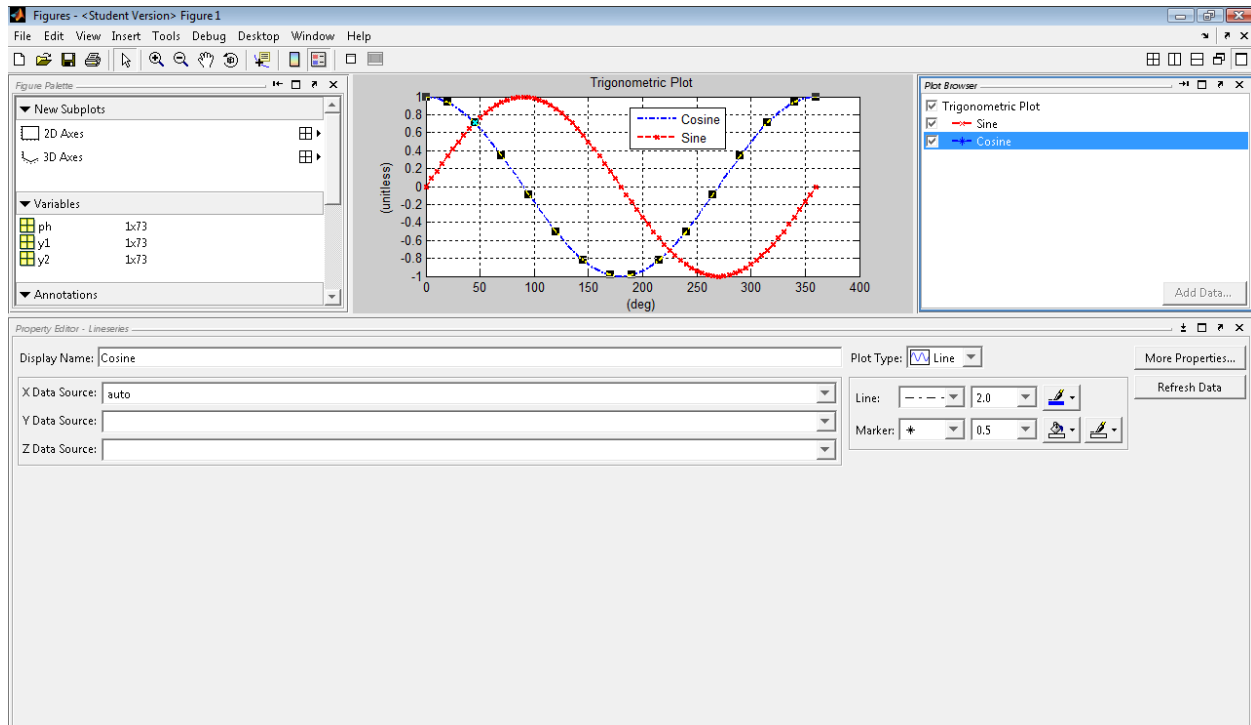 Figures - <Student Version> Figure 1
File Edit View Insert Tools Debug Desktop Window Help
Figure Palette
New Subplots
2D Axes
3D Axes
Variables
ph 1x73
y1 1x73
y2 1x73
Annotations
Trigonometric Plot
1
0.8
0.6
0.4
0.2
0
-0.2
-0.4
-0.6
-0.8
-1
(unitless)
Cosine
Sine
0 50 100 150 200 250 300 350 400
(deg)
Plot Browser
Trigonometric Plot
Sine
Cosine
Add Data...
Property Editor - Lineseries
Display Name: Cosine
X Data Source: auto
Y Data Source:
Z Data Source:
Plot Type: Line
Line: 2.0
Marker: 0.5
More Properties...
Refresh Data